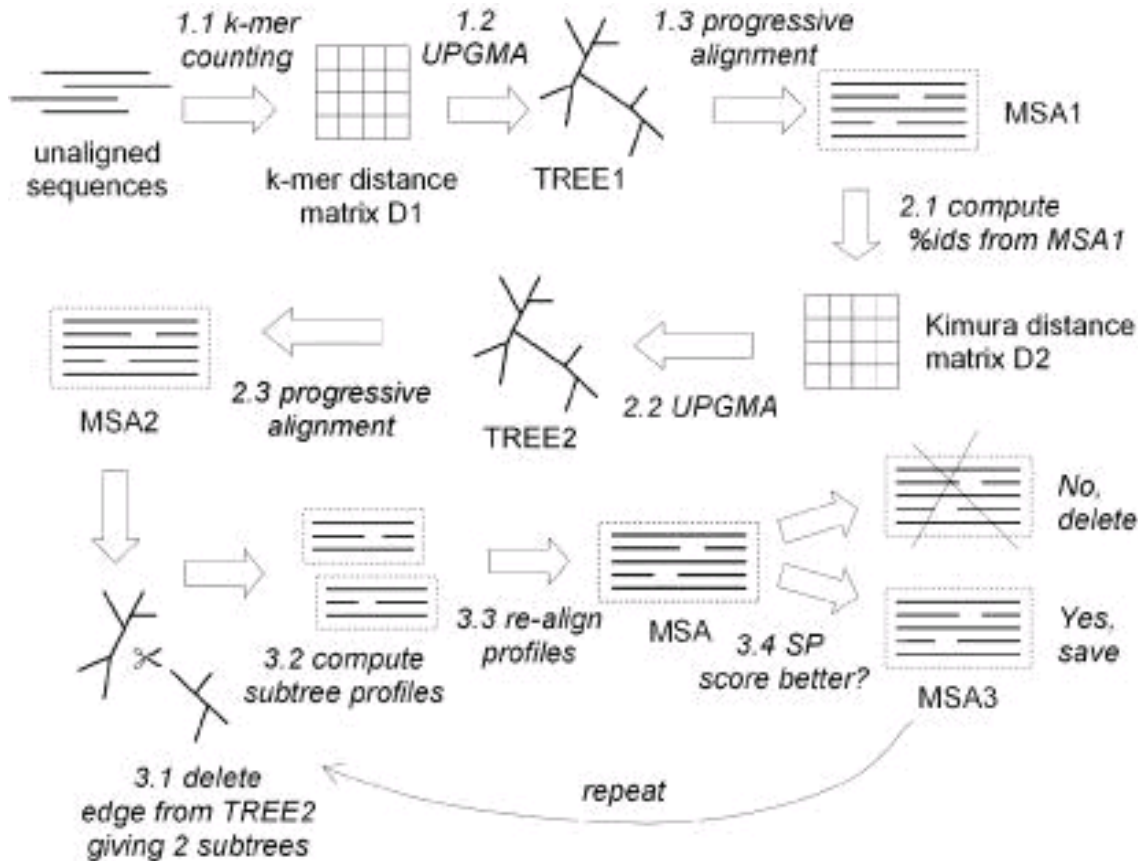 1.1 k-mer
counting
1.2
UPGMA
1.3 progressive
alignment
unaligned
sequences
k-mer distance
matrix D1
TREE1
MSA1
2.1 compute
%ids from MSA1
Kimura distance
matrix D2
2.2 UPGMA
TREE2
2.3 progressive
alignment
MSA2
3.1 delete
edge from TREE2
giving 2 subtrees
3.2 compute
subtree profiles
3.3 re-align
profiles
MSA
3.4 SP
score better?
No,
delete
Yes,
save
MSA3
repeat